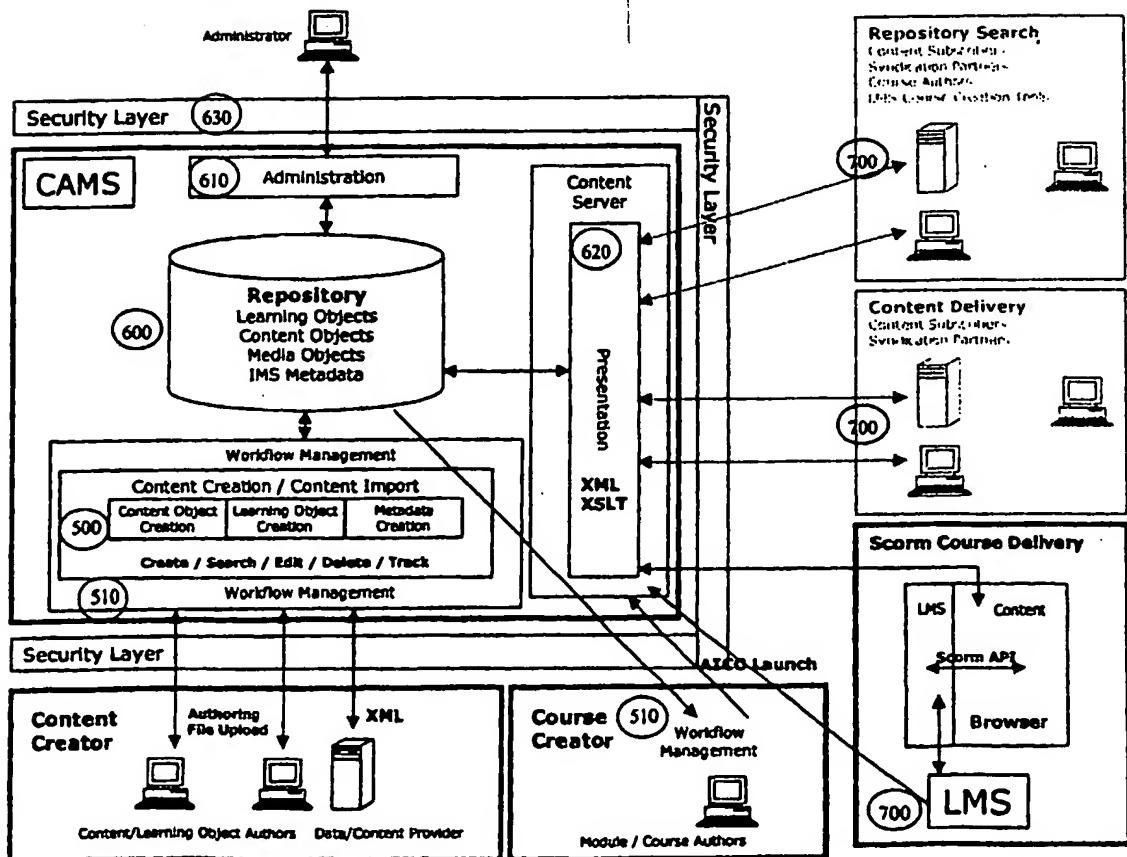 Administrator
Security Layer 630
Security Layer
CAMS
610 Administration
Content
Server
620
Presentation
XML
XSLT
Repository
Learning Objects
Content Objects
Media Objects
IMS Metadata
600
Workflow Management
Content Creation / Content Import
500
Content Object
Creation
Learning Object
Creation
Metadata
Creation
Create / Search / Edit / Delete / Track
510
Workflow Management
Security Layer
Content
Creator
Authoring
File Upload
XML
Content/Learning Object Authors
Data/Content Provider
AICC Launch
Course
Creator
510
Workflow
Management
Module / Course Authors
Repository Search
Content Subscribers
Syndication Partners
Course Authors
LMS Course Creation Tools
700
Content Delivery
Content Subscribers
Syndication Partners
700
Scorm Course Delivery
LMS
Content
Scorm API
Browser
700
LMS